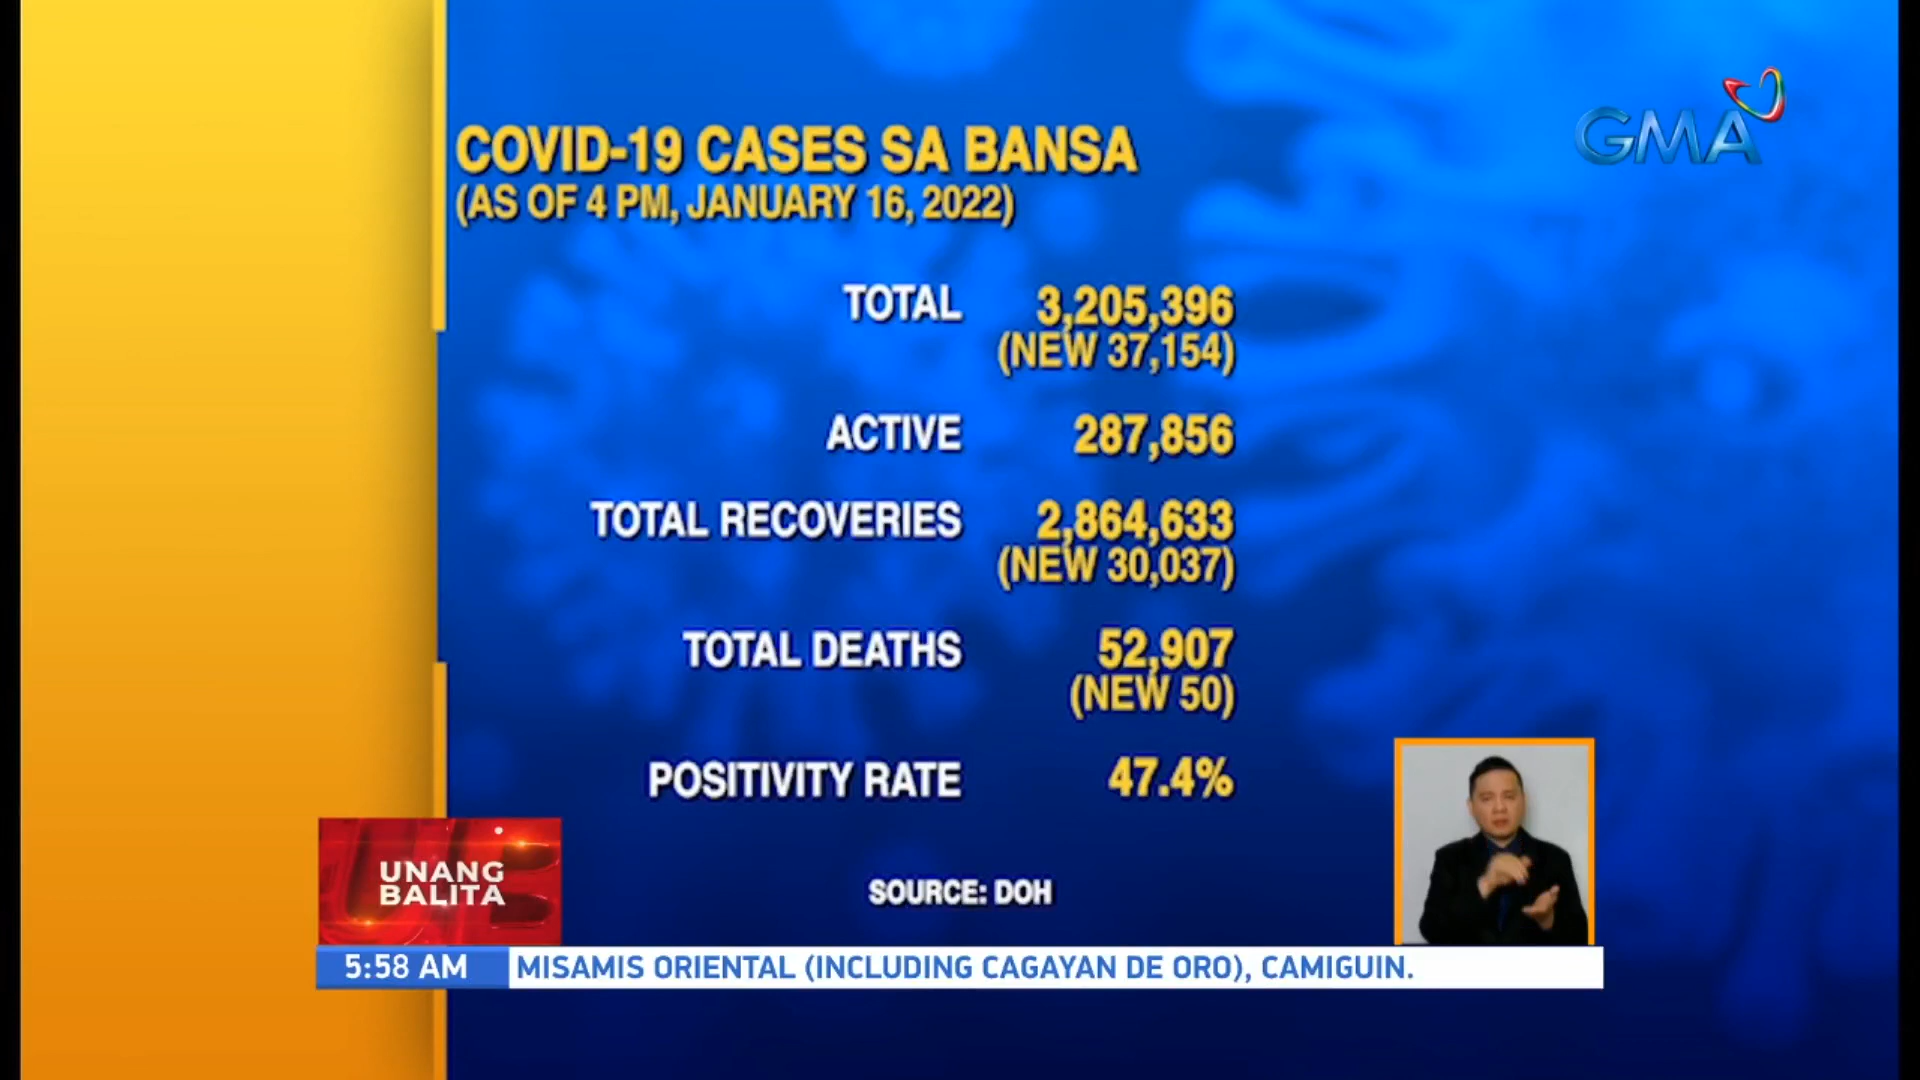 GMA
COVID-19 CASES SA BANSA
(AS OF 4 PM, JANUARY 16, 2022)
TOTAL 3,205,396
(NEW 37,154)
ACTIVE 287,856
TOTAL RECOVERIES 2,864,633
(NEW 30,037)
TOTAL DEATHS 52,907
(NEW 50)
POSITIVITY RATE 47.4%
SOURCE: DOH
UNANG
BALITA
5:58 AM MISAMIS ORIENTAL (INCLUDING CAGAYAN DE ORO), CAMIGUIN.